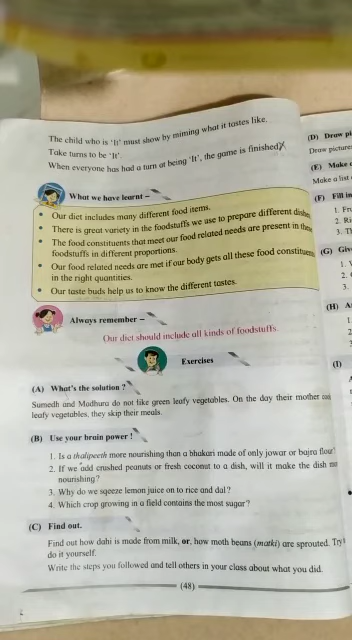 The child who is 'It' must show by miming what it tastes like.
Take turns to be 'It'.
When everyone has had a turn at being 'It', the game is finished.
What we have learnt –
• Our diet includes many different food items.
• There is great variety in the foodstuffs we use to prepare different dishes
• The food constituents that meet our food related needs are present in these
foodstuffs in different proportions.
• Our food related needs are met if our body gets all these food constituents
in the right quantities.
• Our taste buds help us to know the different tastes.
Always remember –
Our diet should include all kinds of foodstuffs.
Exercises
(A) What's the solution ?
Sumedh and Madhura do not like green leafy vegetables. On the day their mother
leafy vegetables, they skip their meals.
(B) Use your brain power !
1. Is a thalipeeth more nourishing than a bhakari made of only jowar or bajra flour?
2. If we add crushed peanuts or fresh coconut to a dish, will it make the dish
nourishing?
3. Why do we sqeeze lemon juice on to rice and dal?
4. Which crop growing in a field contains the most sugar?
(C) Find out.
Find out how dahi is made from milk, or, how moth beans (matki) are sprouted. Try
do it yourself.
Write the steps you followed and tell others in your class about what you did.
(48)
(D) Draw
Draw picture
(E) Make
Make a list
(F) Fill in
1.
2.
3.
(G)
1.
2.
3.
(H)
1.
2.
(I)